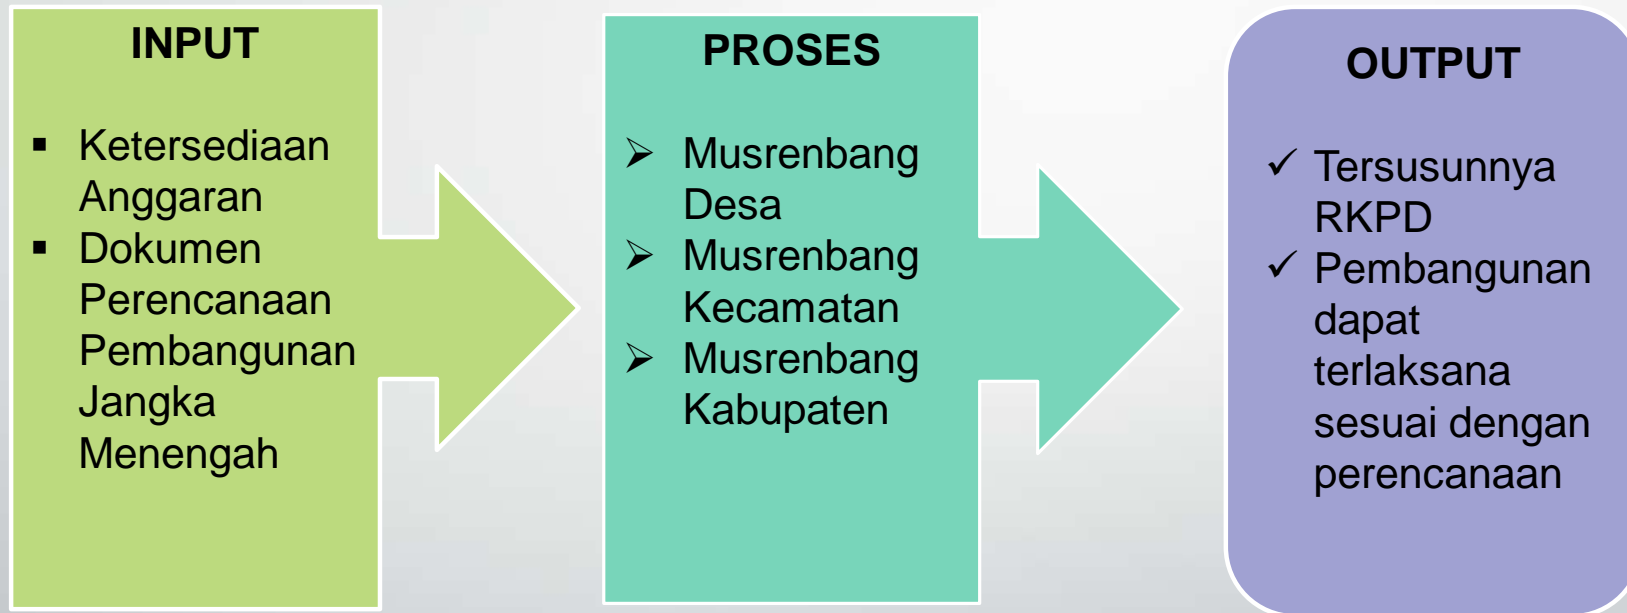 INPUT
▪ Ketersediaan
Anggaran
▪ Dokumen
Perencanaan
Pembangunan
Jangka
Menengah
PROSES
➢ Musrenbang
Desa
➢ Musrenbang
Kecamatan
➢ Musrenbang
Kabupaten
OUTPUT
✓ Tersusunnya
RKPD
✓ Pembangunan
dapat
terlaksana
sesuai dengan
perencanaan